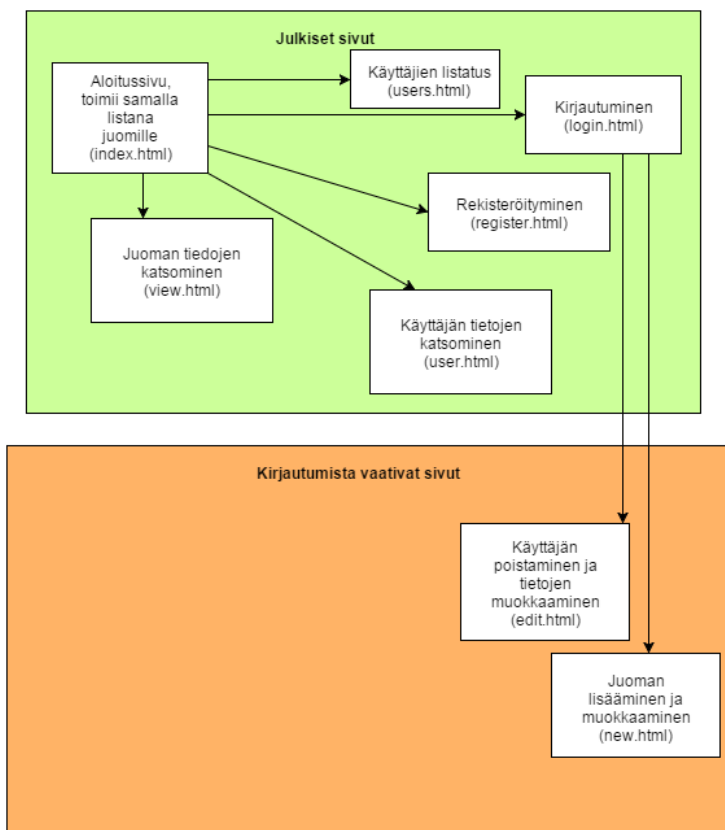 Julkiset sivut
Aloitussivu,
toimii samalla
listana
juomille
(index.html)
Käyttäjien listatus
(users.html)
Kirjautuminen
(login.html)
Rekisteröityminen
(register.html)
Juoman tiedojen
katsominen
(view.html)
Käyttäjän tietojen
katsominen
(user.html)
Kirjautumista vaativat sivut
Käyttäjän
poistaminen ja
tietojen
muokkaaminen
(edit.html)
Juoman
lisääminen ja
muokkaaminen
(new.html)